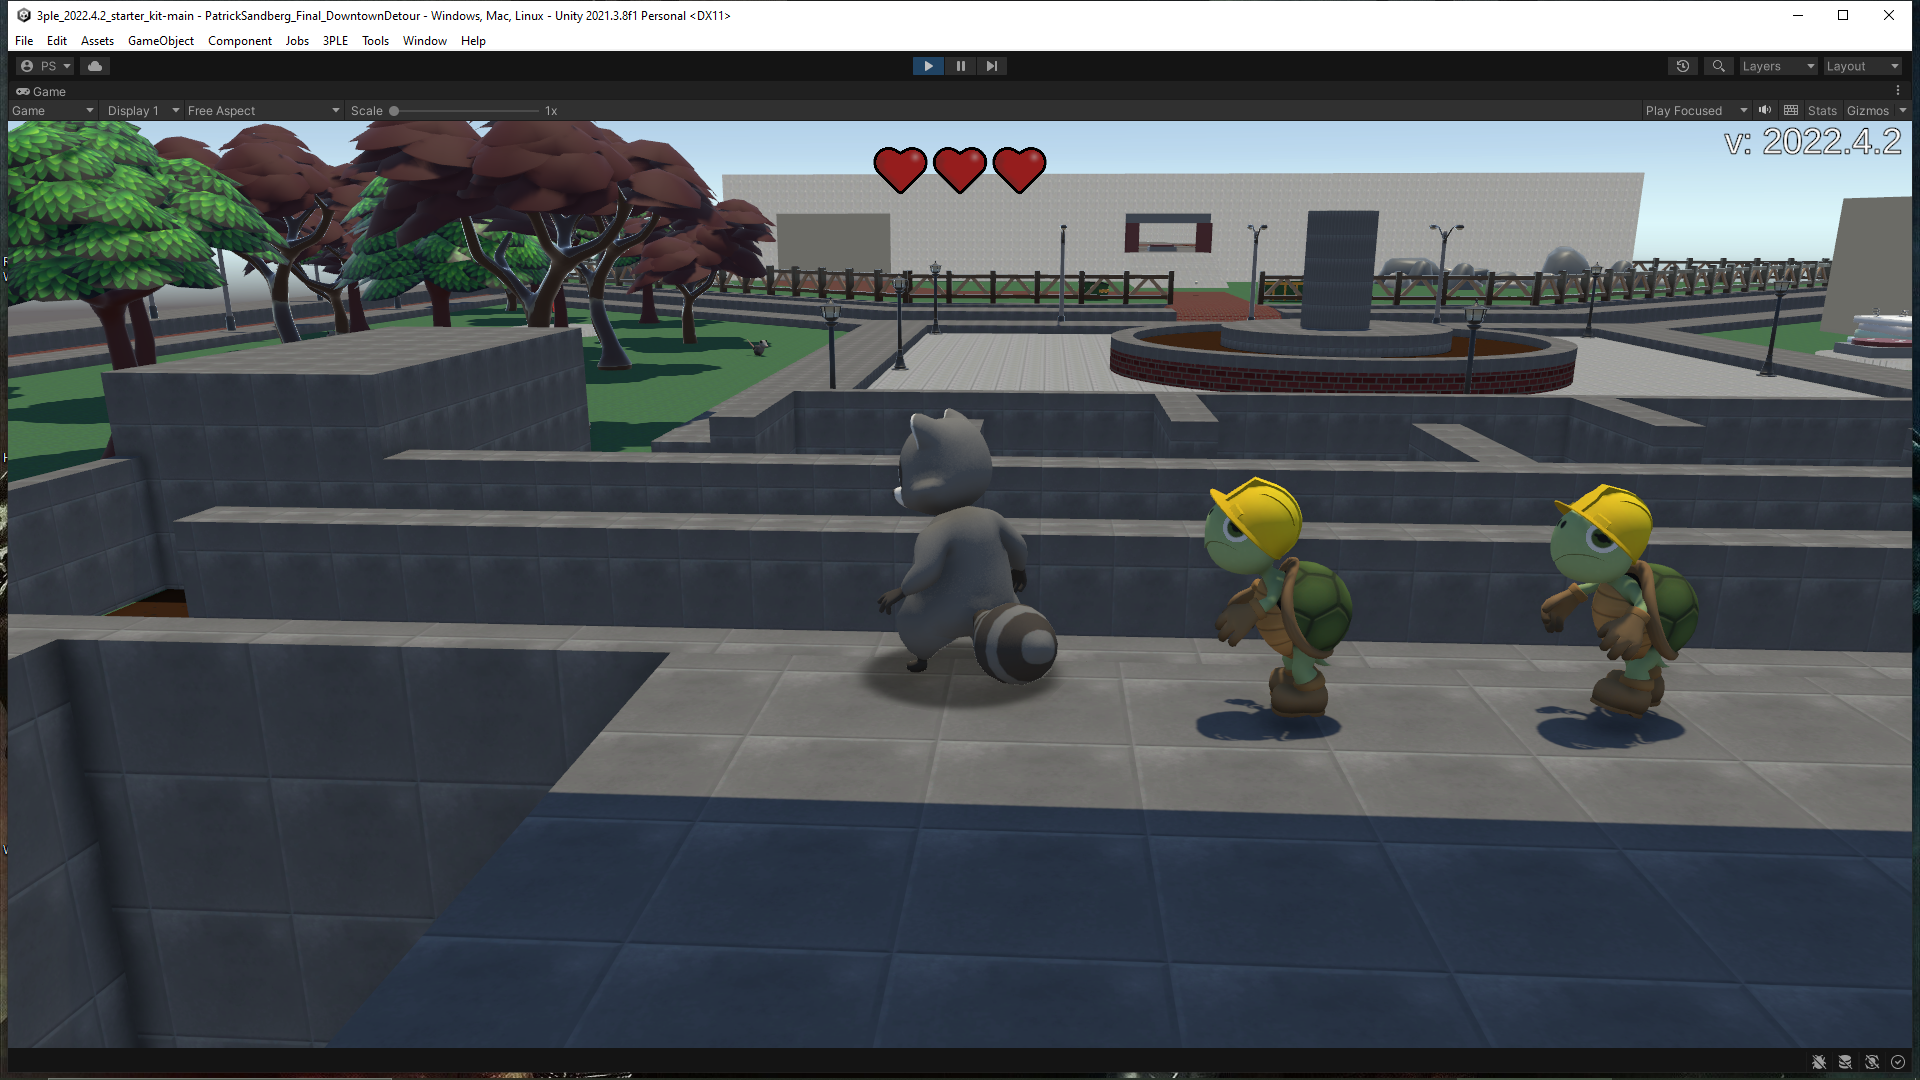 3ple_2022.4.2_starter_kit-main - PatrickSandberg_Final_DowntownDetour - Windows, Mac, Linux - Unity 2021.3.8f1 Personal <DX11>
File Edit Assets GameObject Component Jobs 3PLE Tools Window Help
PS Layers Layout
Game
Game Display 1 Free Aspect Scale 1x Play Focused Stats Gizmos
v: 2022.4.2